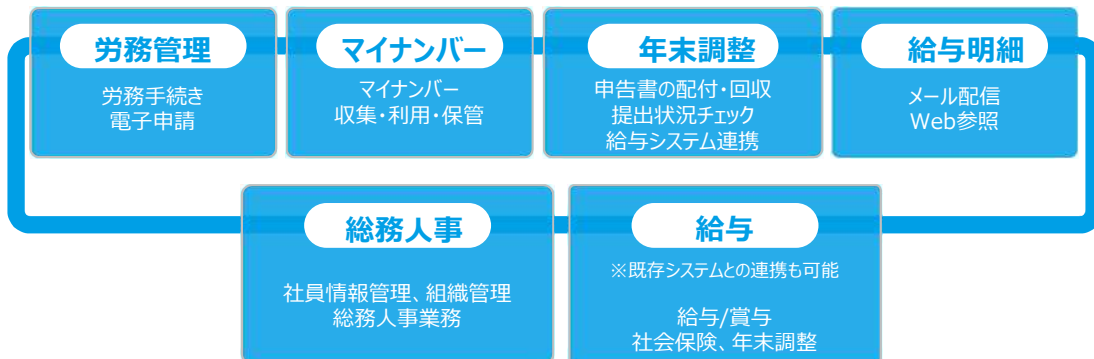 労務管理
労務手続き
電子申請
マイナンバー
マイナンバー
収集・利用・保管
年末調整
申告書の配付・回収
提出状況チェック
給与システム連携
給与明細
メール配信
Web参照
総務人事
社員情報管理、組織管理
総務人事業務
給与
※既存システムとの連携も可能
給与/賞与
社会保険、年末調整